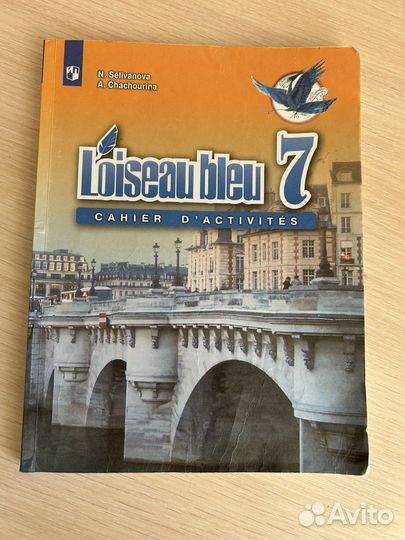 N. Sélivanova
A. Chachourina
L'oiseau bleu 7
CAHIER D'ACTIVITÉS
Avito